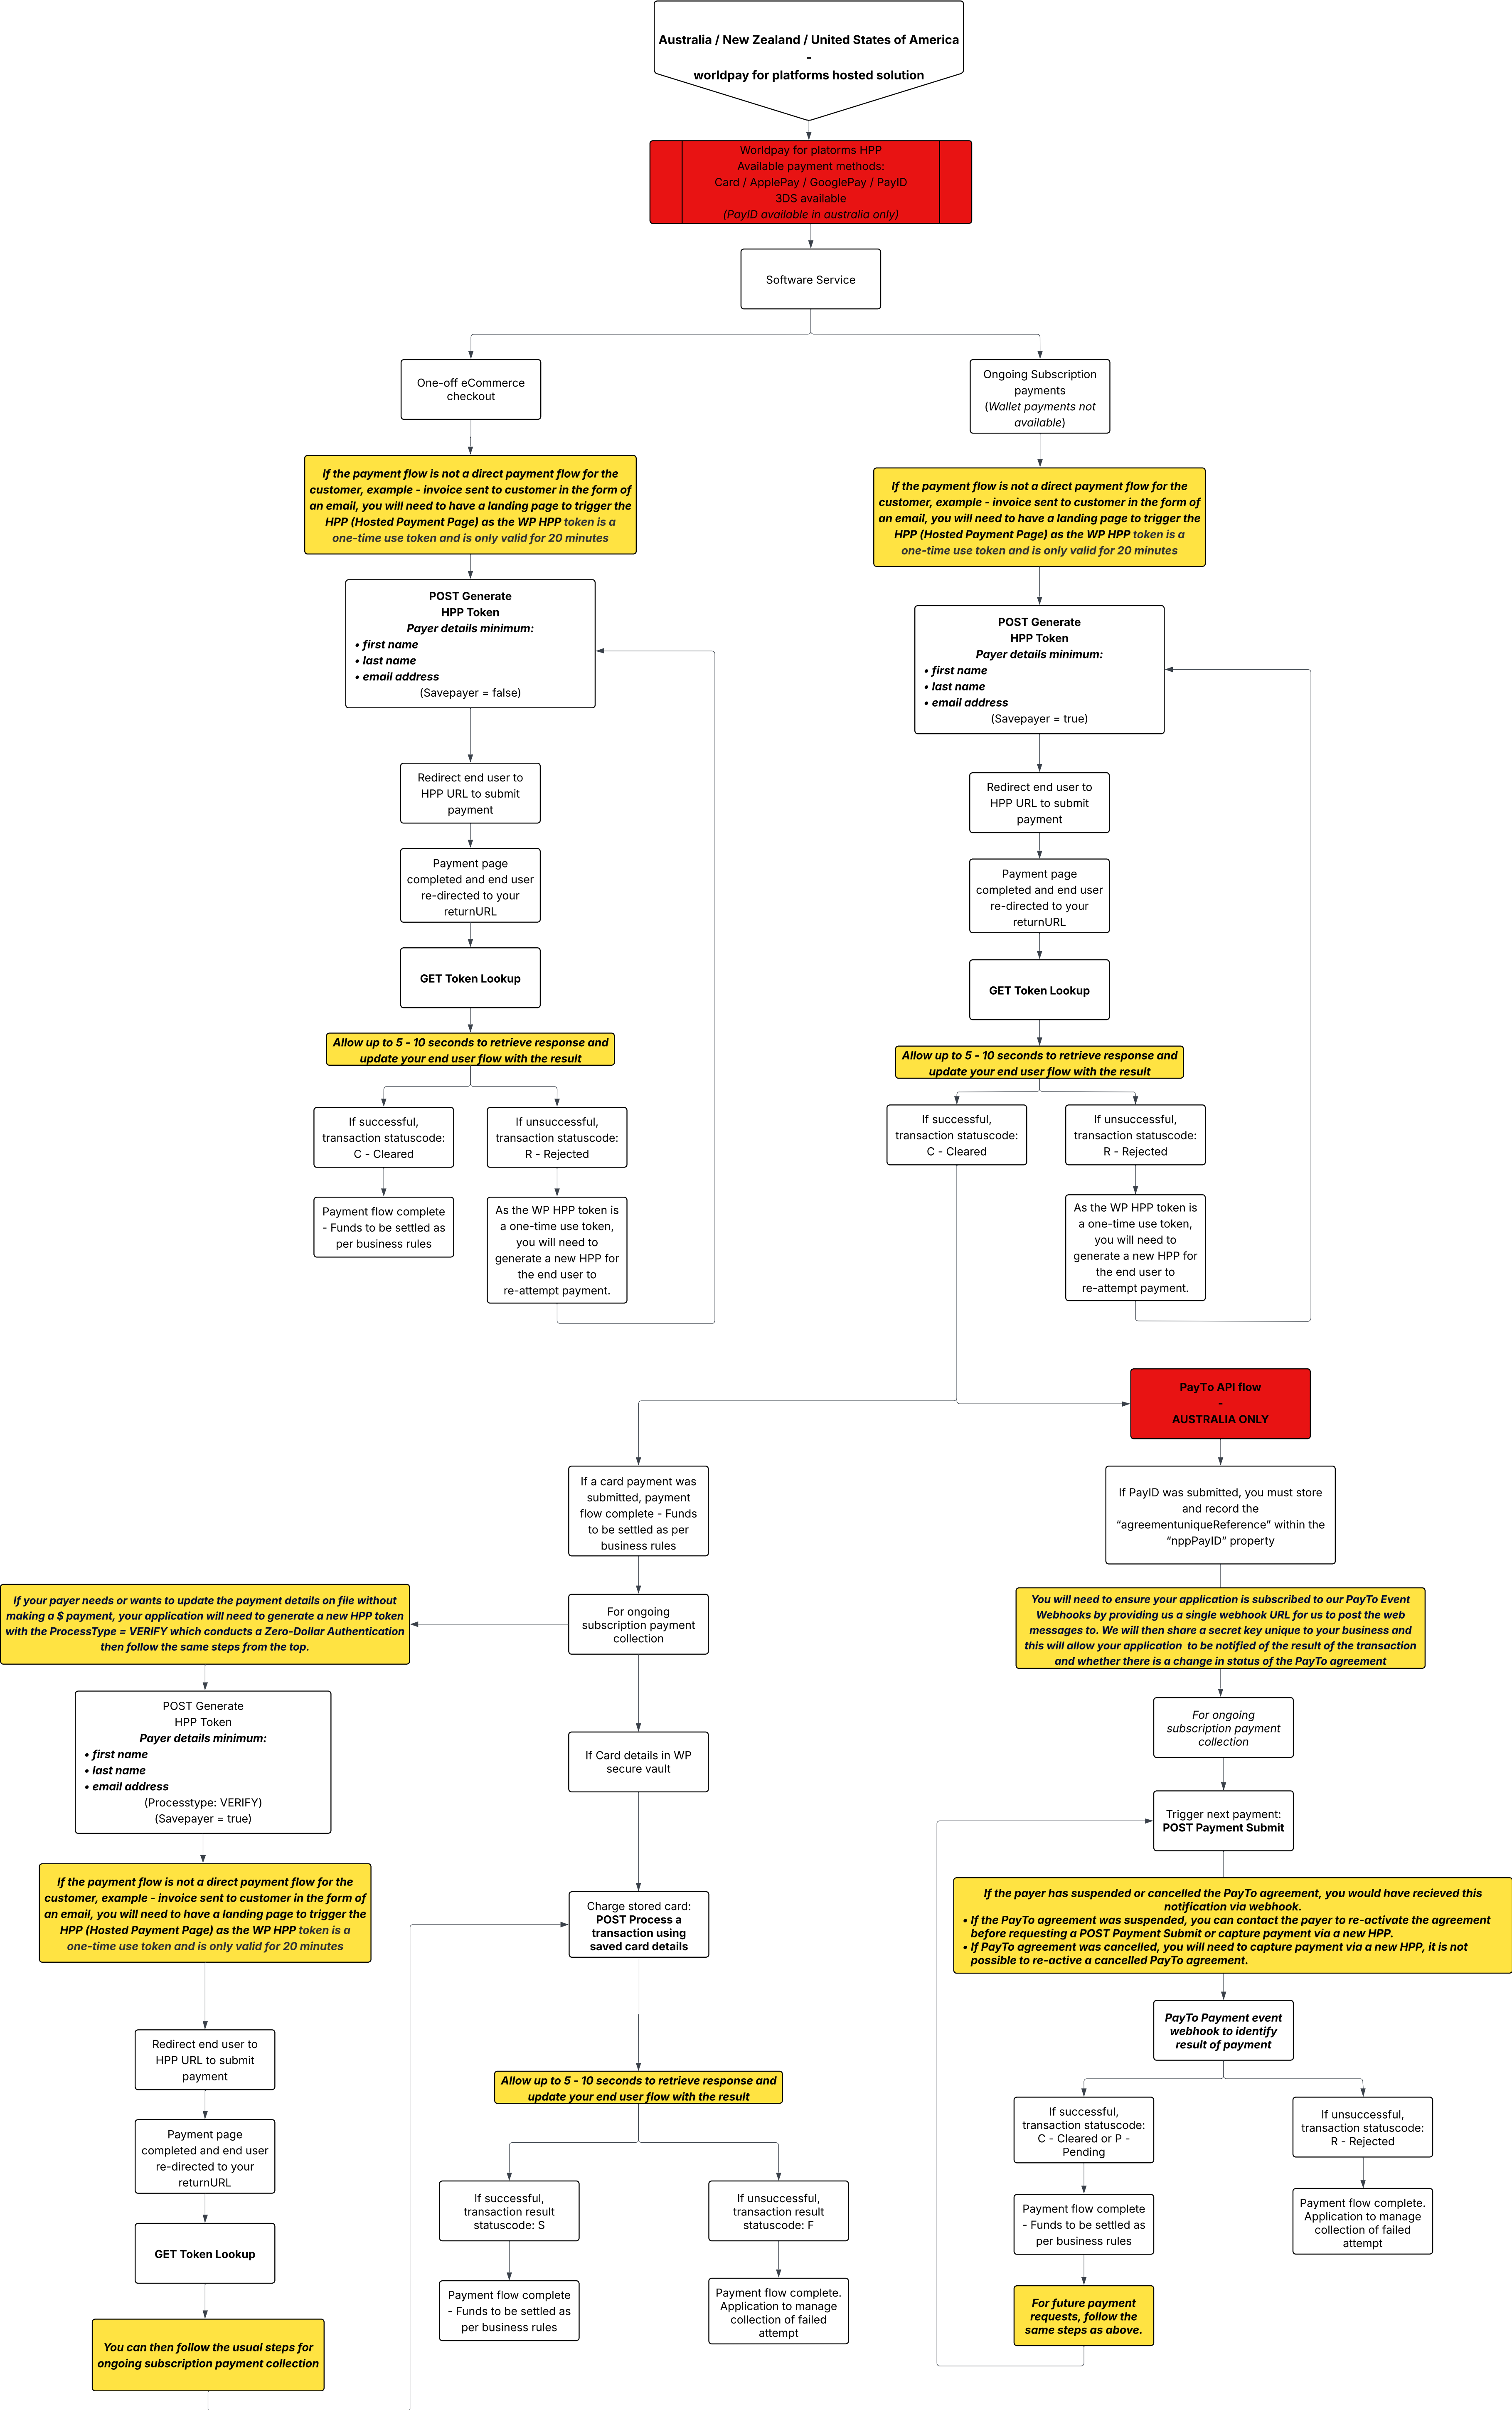 Australia / New Zealand / United States of America
-
worldpay for platforms hosted solution
Worldpay for platorms HPP
Available payment methods:
Card / ApplePay / GooglePay / PayID
3DS available
(PayID available in australia only)
Software Service
One-off eCommerce
checkout
If the payment flow is not a direct payment flow for the
customer, example - invoice sent to customer in the form of
an email, you will need to have a landing page to trigger the
HPP (Hosted Payment Page) as the WP HPP token is a
one-time use token and is only valid for 20 minutes
POST Generate
HPP Token
Payer details minimum:
• first name
• last name
• email address
(Savepayer = false)
Redirect end user to
HPP URL to submit
payment
Payment page
completed and end user
re-directed to your
returnURL
GET Token Lookup
Allow up to 5 - 10 seconds to retrieve response and
update your end user flow with the result
If successful,
transaction statuscode:
C - Cleared
If unsuccessful,
transaction statuscode:
R - Rejected
Payment flow complete
- Funds to be settled as
per business rules
As the WP HPP token is
a one-time use token,
you will need to
generate a new HPP for
the end user to
re-attempt payment.
Ongoing Subscription
payments
(Wallet payments not
available)
If the payment flow is not a direct payment flow for the
customer, example - invoice sent to customer in the form of
an email, you will need to have a landing page to trigger the
HPP (Hosted Payment Page) as the WP HPP token is a
one-time use token and is only valid for 20 minutes
POST Generate
HPP Token
Payer details minimum:
• first name
• last name
• email address
(Savepayer = true)
Redirect end user to
HPP URL to submit
payment
Payment page
completed and end user
re-directed to your
returnURL
GET Token Lookup
Allow up to 5 - 10 seconds to retrieve response and
update your end user flow with the result
If successful,
transaction statuscode:
C - Cleared
If unsuccessful,
transaction statuscode:
R - Rejected
As the WP HPP token is
a one-time use token,
you will need to
generate a new HPP for
the end user to
re-attempt payment.
If a card payment was
submitted, payment
flow complete - Funds
to be settled as per
business rules
For ongoing
subscription payment
collection
If your payer needs or wants to update the payment details on file without
making a $ payment, your application will need to generate a new HPP token
with the ProcessType = VERIFY which conducts a Zero-Dollar Authentication
then follow the same steps from the top.
POST Generate
HPP Token
Payer details minimum:
• first name
• last name
• email address
(Processtype: VERIFY)
(Savepayer = true)
If the payment flow is not a direct payment flow for the
customer, example - invoice sent to customer in the form of
an email, you will need to have a landing page to trigger the
HPP (Hosted Payment Page) as the WP HPP token is a
one-time use token and is only valid for 20 minutes
Redirect end user to
HPP URL to submit
payment
Payment page
completed and end user
re-directed to your
returnURL
GET Token Lookup
You can then follow the usual steps for
ongoing subscription payment collection
If Card details in WP
secure vault
Charge stored card:
POST Process a
transaction using
saved card details
Allow up to 5 - 10 seconds to retrieve response and
update your end user flow with the result
If successful,
transaction result
statuscode: S
If unsuccessful,
transaction result
statuscode: F
Payment flow complete
- Funds to be settled as
per business rules
Payment flow complete.
Application to manage
collection of failed
attempt
PayTo API flow
-
AUSTRALIA ONLY
If PayID was submitted, you must store
and record the
“agreementuniqueReference” within the
“nppPayID” property
You will need to ensure your application is subscribed to our PayTo Event
Webhooks by providing us a single webhook URL for us to post the web
messages to. We will then share a secret key unique to your business and
this will allow your application to be notified of the result of the transaction
and whether there is a change in status of the PayTo agreement
For ongoing
subscription payment
collection
Trigger next payment:
POST Payment Submit
If the payer has suspended or cancelled the PayTo agreement, you would have recieved this
notification via webhook.
• If the PayTo agreement was suspended, you can contact the payer to re-activate the agreement
before requesting a POST Payment Submit or capture payment via a new HPP.
• If PayTo agreement was cancelled, you will need to capture payment via a new HPP, it is not
possible to re-active a cancelled PayTo agreement.
PayTo Payment event
webhook to identify
result of payment
If successful,
transaction statuscode:
C - Cleared or P -
Pending
If unsuccessful,
transaction statuscode:
R - Rejected
Payment flow complete
- Funds to be settled as
per business rules
Payment flow complete.
Application to manage
collection of failed
attempt
For future payment
requests, follow the
same steps as above.